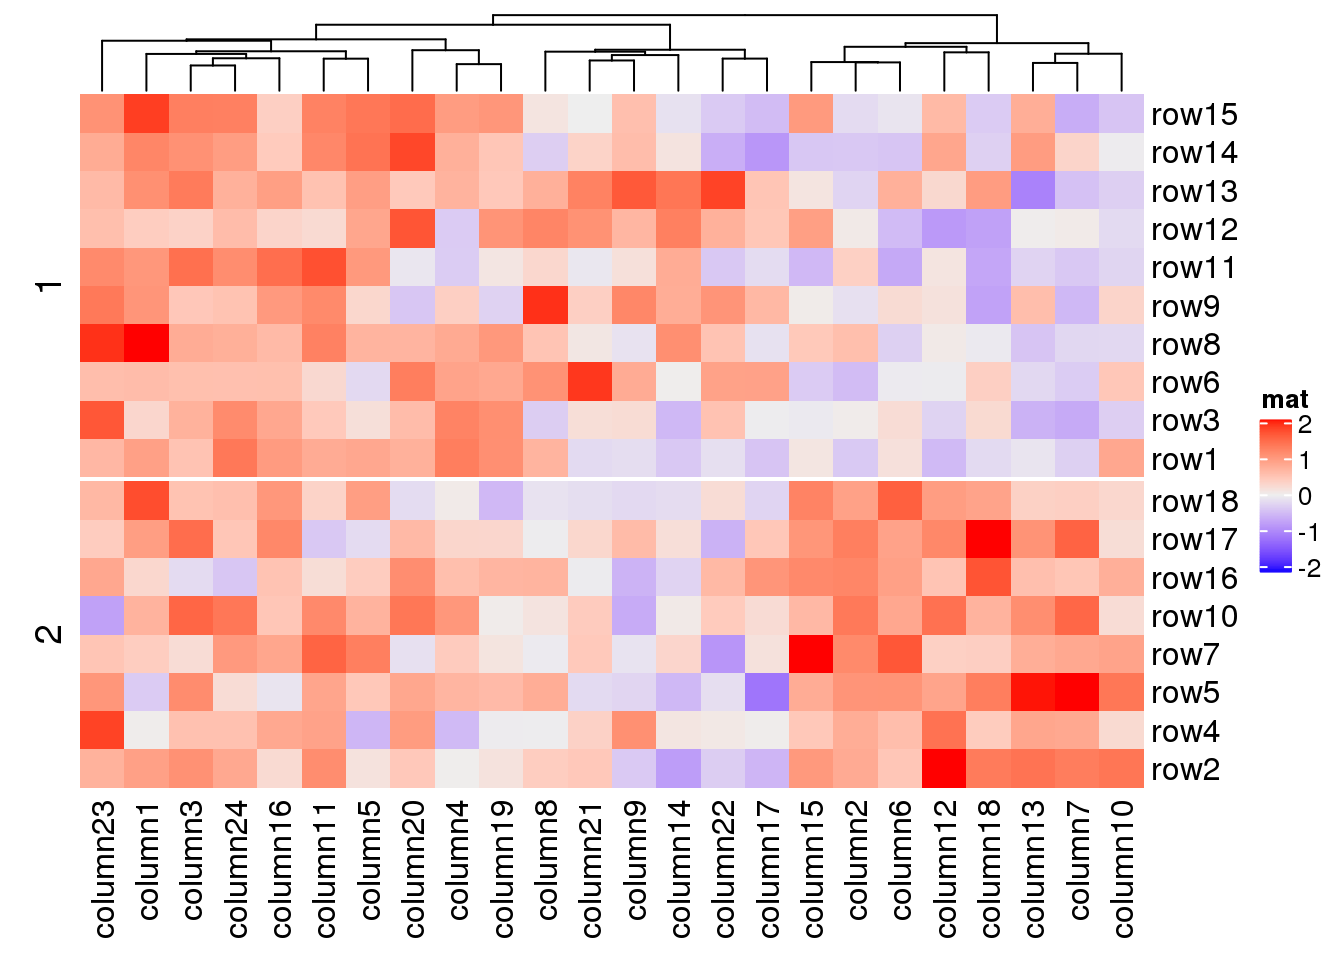 row15
row14
row13
row12
row11
row9
row8
row6
row3
row1
row18
row17
row16
row10
row7
row5
row4
row2
1
2
column23
column1
column3
column24
column16
column11
column5
column20
column4
column19
column8
column21
column9
column14
column22
column17
column15
column2
column6
column12
column18
column13
column7
column10
mat
2
1
0
-1
-2